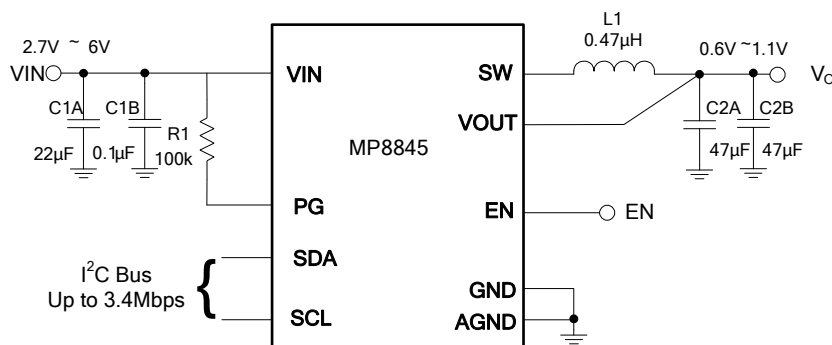 L1
0.47µH
2.7V ~ 6V
0.6V ~1.1V
VIN
VIN
SW
C1A
C1B
R1
100k
22µF
0.1µF
VOUT
C2A
C2B
47µF
47µF
MP8845
PG
EN
EN
SDA
I²C Bus
Up to 3.4Mbps
SCL
GND
AGND